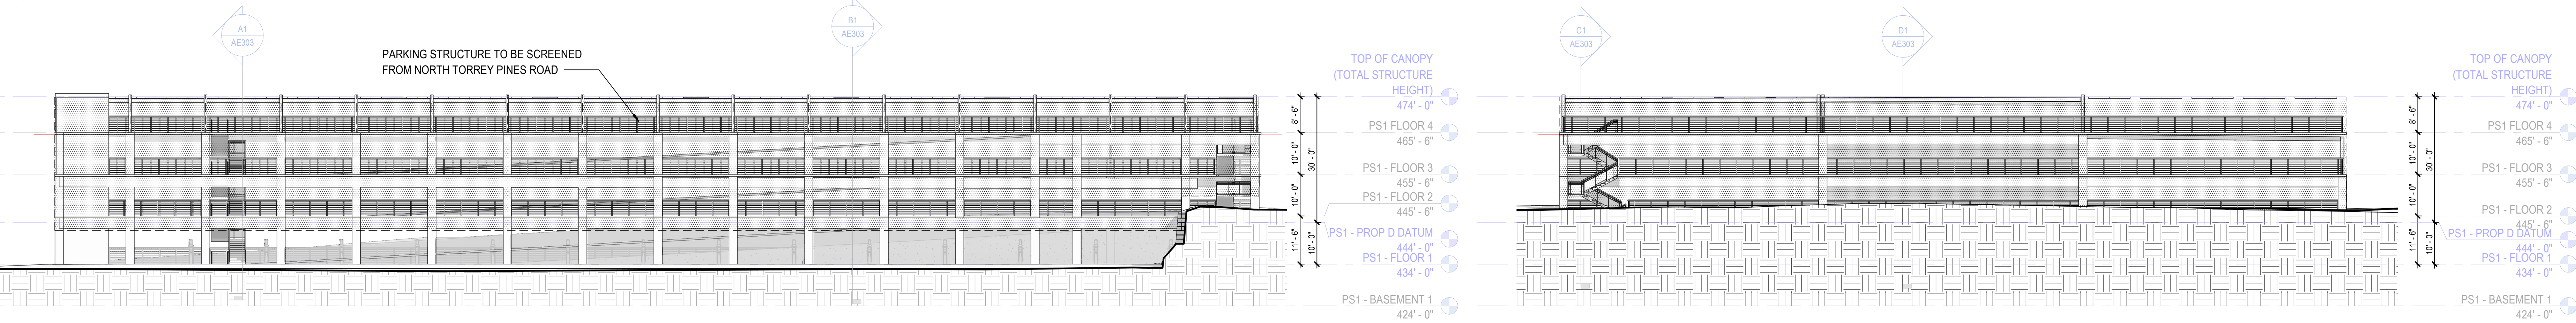 A1
AE303
B1
AE303
PARKING STRUCTURE TO BE SCREENED
FROM NORTH TORREY PINES ROAD
8' - 6"
10' - 0"
10' - 0"
11' - 6"
30' - 0"
10' - 0"
TOP OF CANOPY
(TOTAL STRUCTURE
HEIGHT)
474' - 0"
PS1 FLOOR 4
465' - 6"
PS1 - FLOOR 3
455' - 6"
PS1 - FLOOR 2
445' - 6"
PS1 - PROP D DATUM
444' - 0"
PS1 - FLOOR 1
434' - 0"
PS1 - BASEMENT 1
424' - 0"
C1
AE303
D1
AE303
8' - 6"
10' - 0"
10' - 0"
11' - 6"
30' - 0"
10' - 0"
TOP OF CANOPY
(TOTAL STRUCTURE
HEIGHT)
474' - 0"
PS1 FLOOR 4
465' - 6"
PS1 - FLOOR 3
455' - 6"
PS1 - FLOOR 2
445' - 6"
PS1 - PROP D DATUM
444' - 0"
PS1 - FLOOR 1
434' - 0"
PS1 - BASEMENT 1
424' - 0"